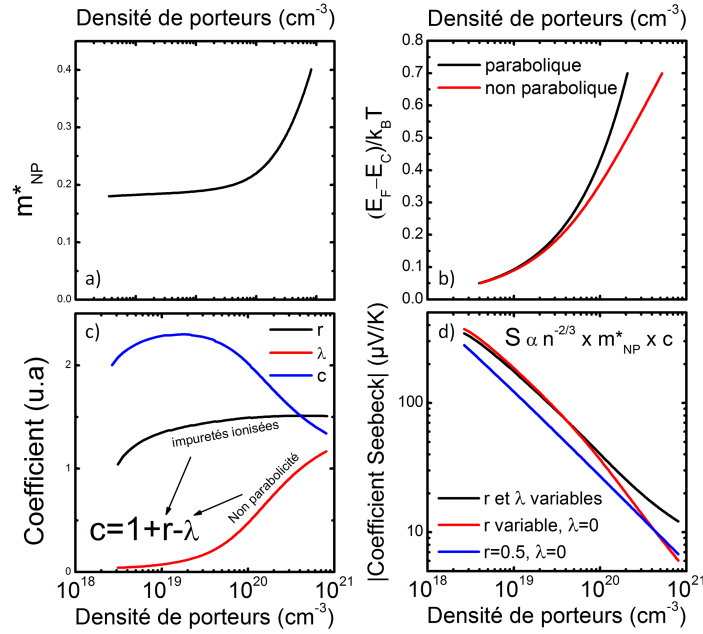 Densité de porteurs (cm⁻³)
Densité de porteurs (cm⁻³)
0.4
0.3
0.2
0.1
0.0
m*NP
a)
0.8
0.7
0.6
0.5
0.4
0.3
0.2
0.1
0.0
(E_F–E_C)/k_BT
parabolique
non parabolique
b)
c)
2
1
0
Coefficient (u.a)
r
λ
c
impuretés ionisées
Non parabolicité
c=1+r-λ
10¹⁸
10¹⁹
10²⁰
10²¹
Densité de porteurs (cm⁻³)
d)
S α n⁻²/³ x m*NP x c
100
10
|Coefficient Seebeck| (µV/K)
r et λ variables
r variable, λ=0
r=0.5, λ=0
10¹⁸
10¹⁹
10²⁰
10²¹
Densité de porteurs (cm⁻³)